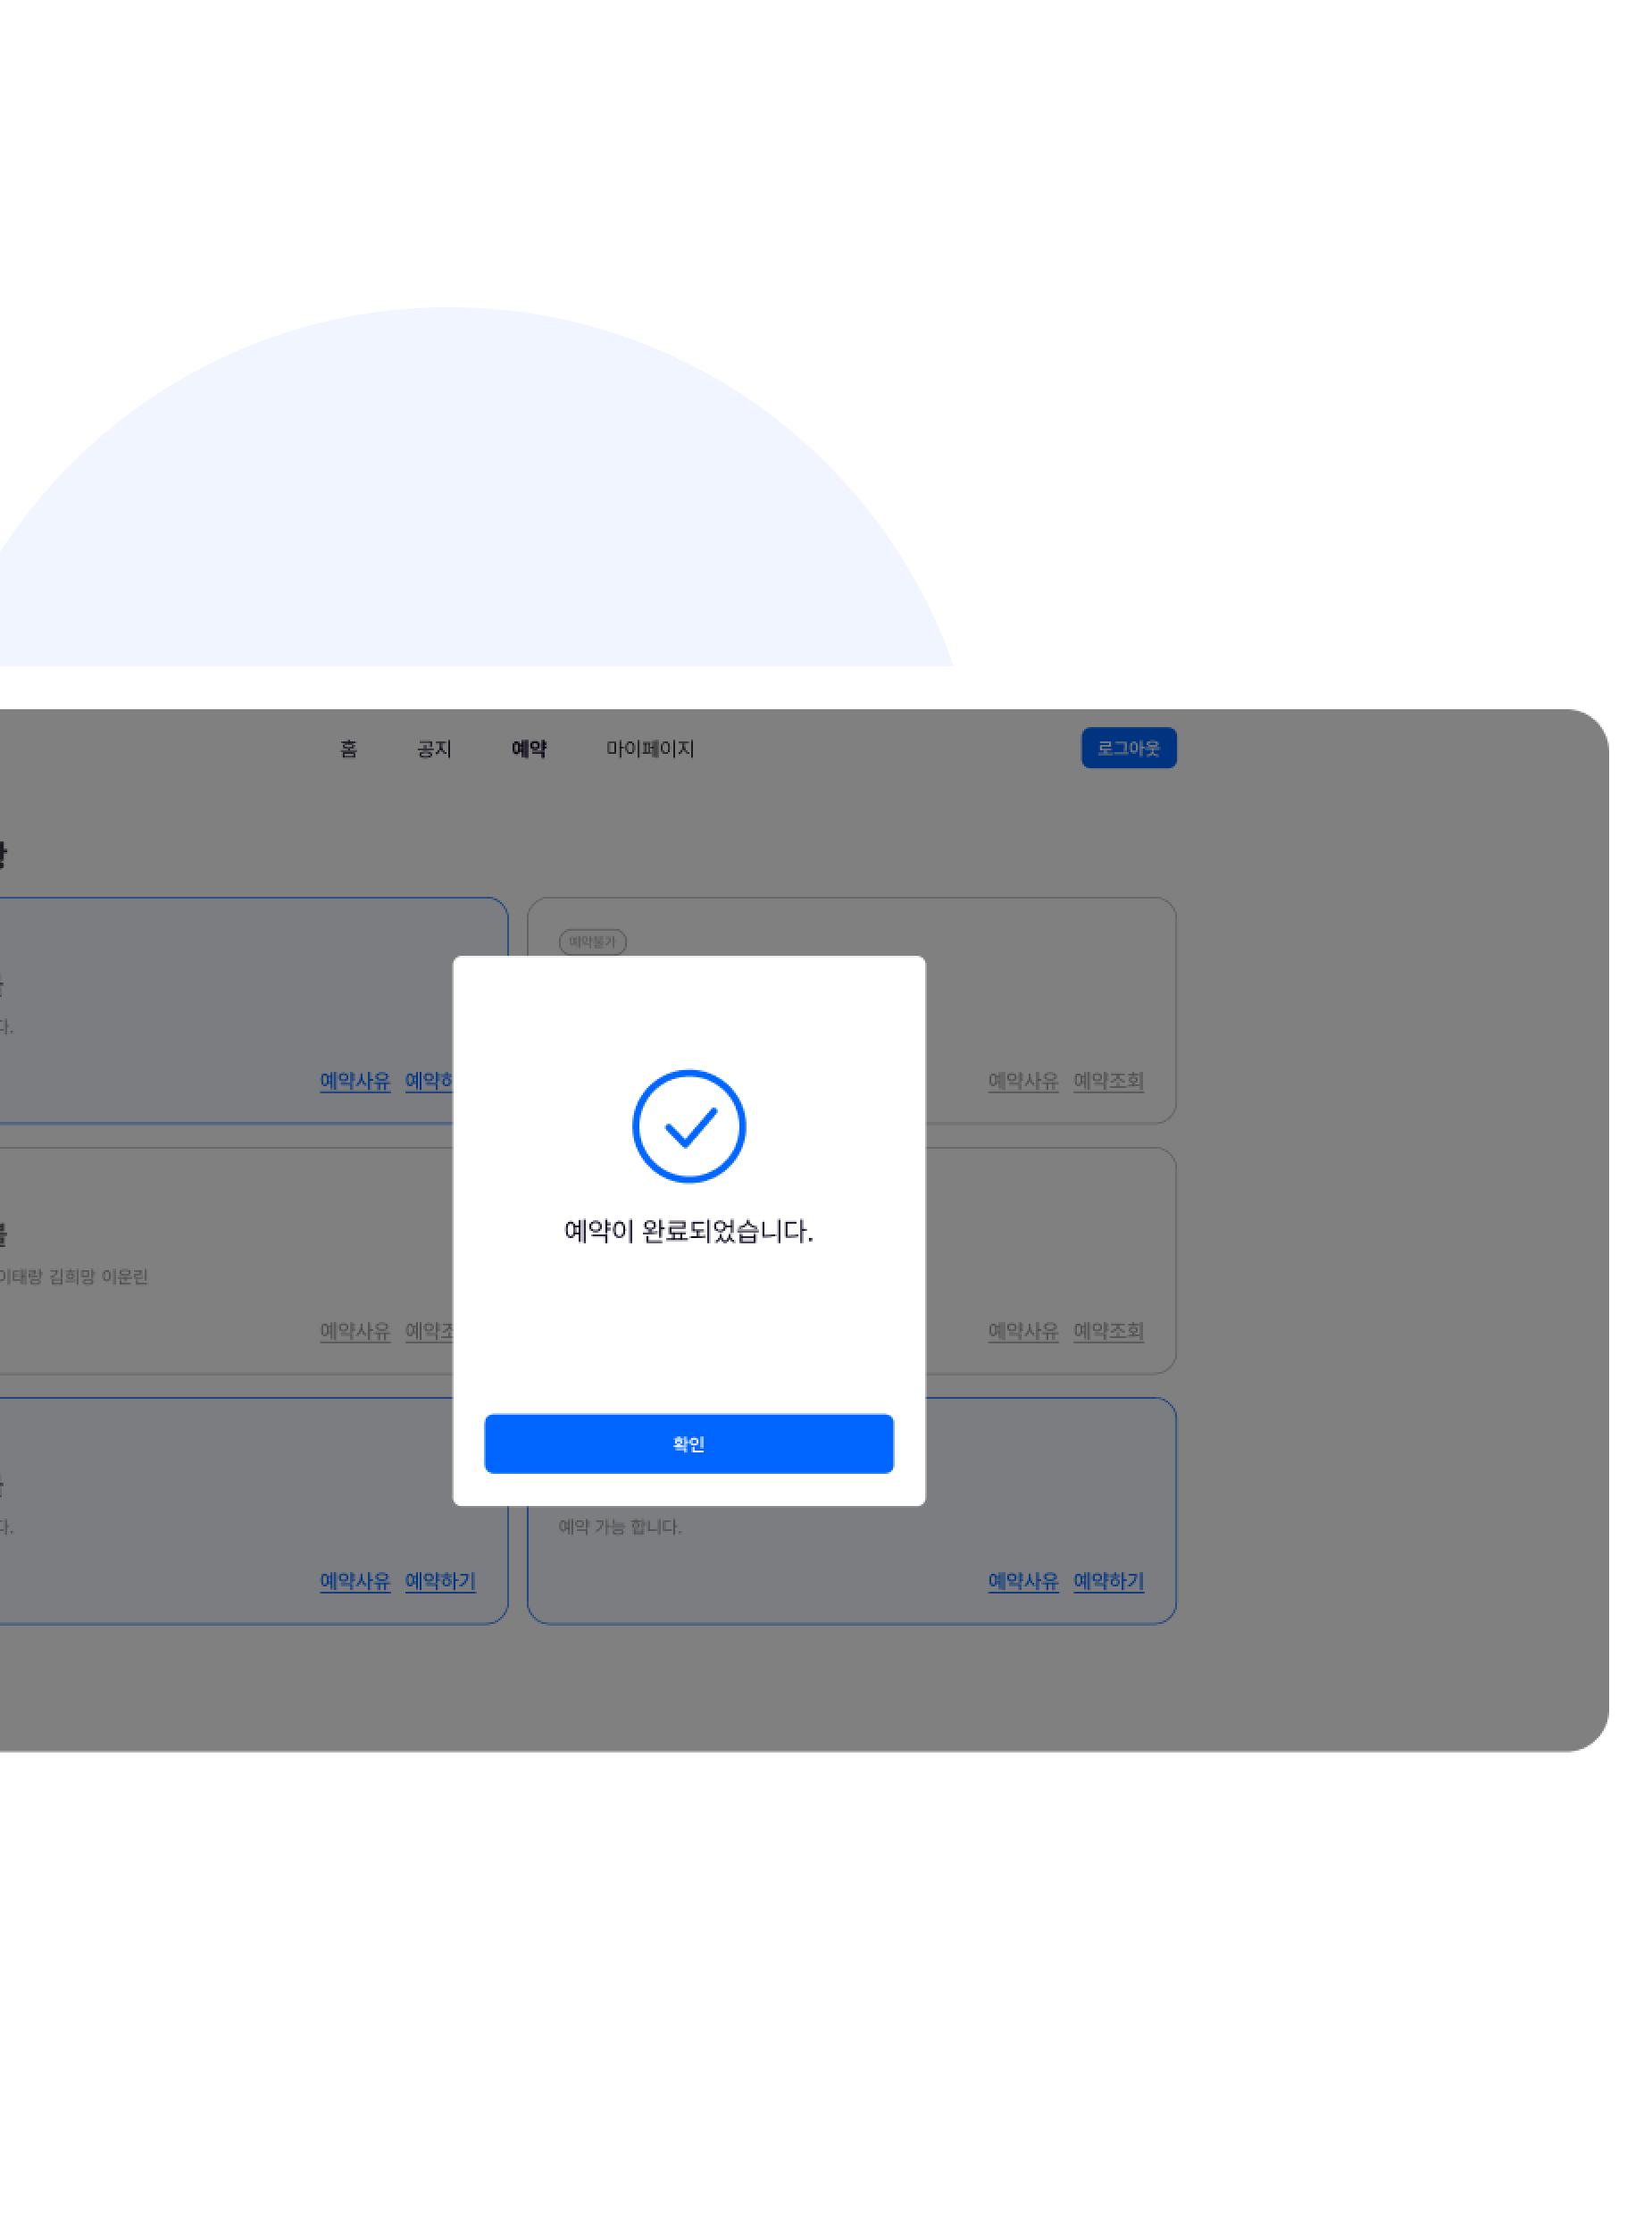 홈 공지 예약 마이페이지 로그아웃
예약불가
다.
예약사유 예약하
예약사유 예약조회
예약이 완료되었습니다.
이태랑 김희망 이운린
예약사유 예약조
예약사유 예약조회
확인
다.
예약 가능 합니다.
예약사유 예약하기
예약사유 예약하기